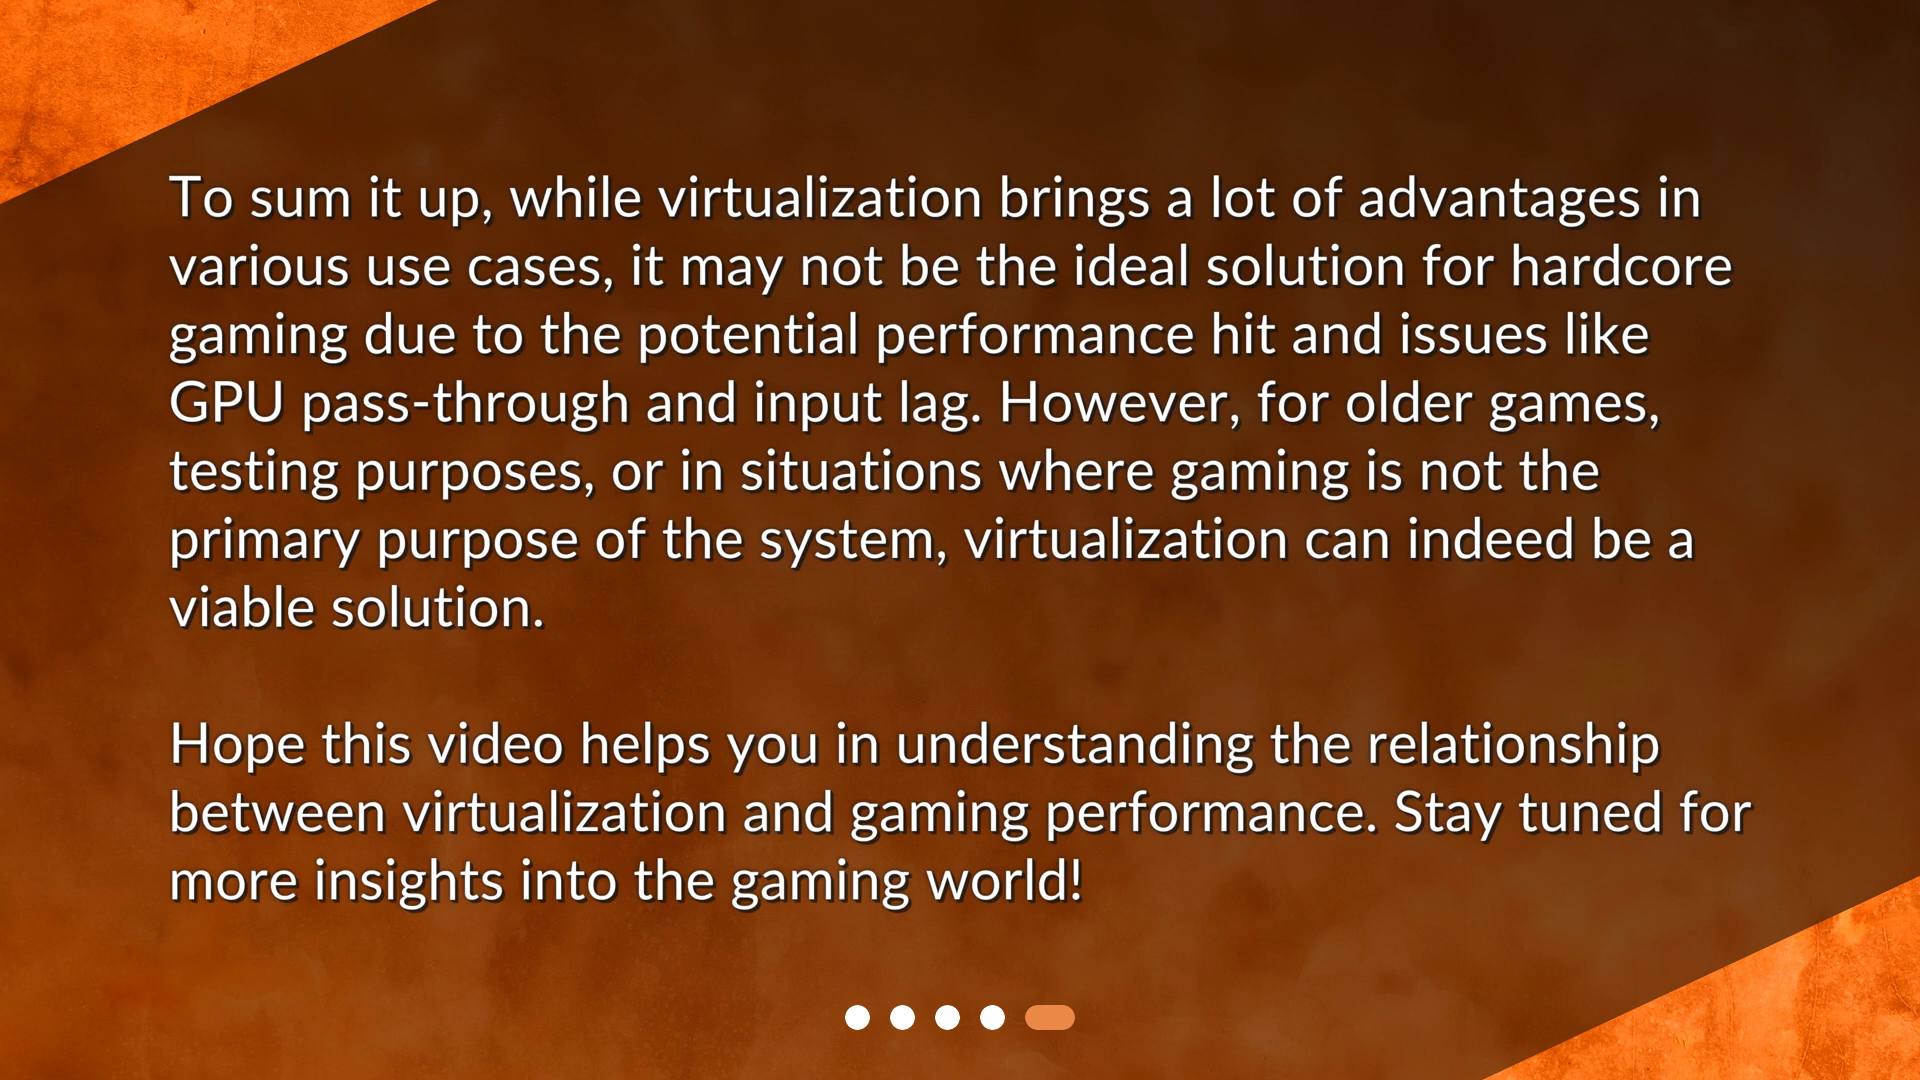 To sum it up, while virtualization brings a lot of advantages in
various use cases, it may not be the ideal solution for hardcore
gaming due to the potential performance hit and issues like
GPU pass-through and input lag. However, for older games,
testing purposes, or in situations where gaming is not the
primary purpose of the system, virtualization can indeed be a
viable solution.
Hope this video helps you in understanding the relationship
between virtualization and gaming performance. Stay tuned for
more insights into the gaming world!